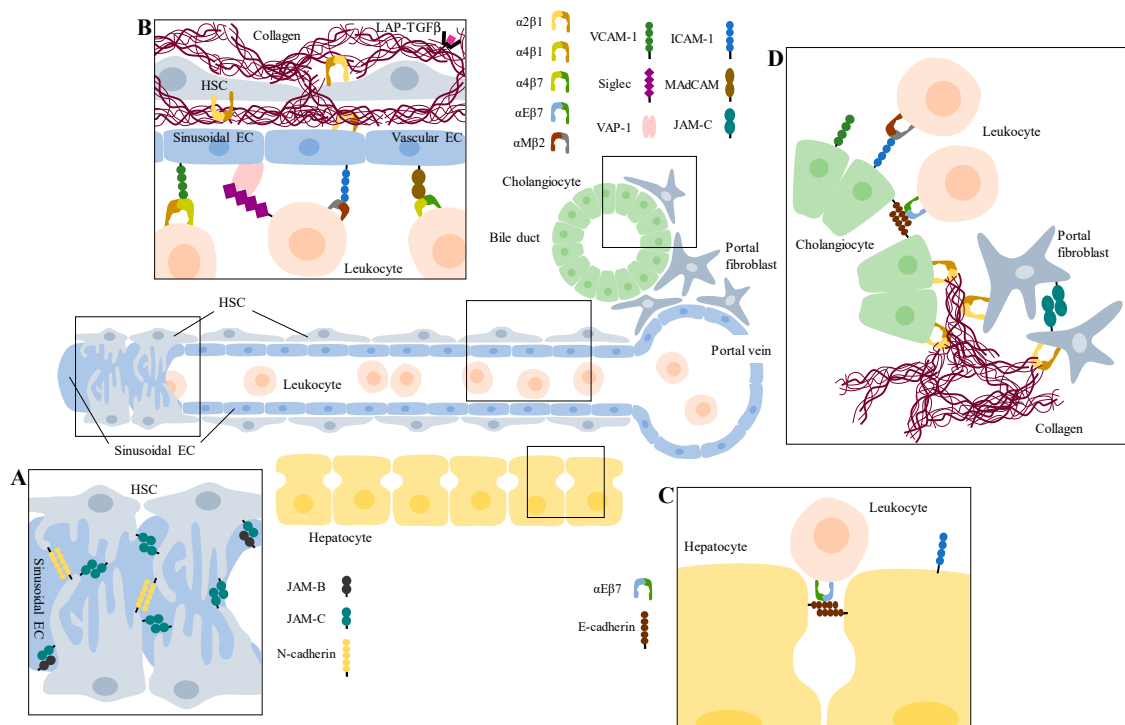 B
LAP-TGFβ
Collagen
HSC
Sinusoidal EC
Vascular EC
Leukocyte
α2β1
α4β1
α4β7
αEβ7
αMβ2
VCAM-1
Siglec
VAP-1
ICAM-1
MAdCAM
JAM-C
Cholangiocyte
Bile duct
Portal
fibroblast
HSC
Leukocyte
Portal vein
Sinusoidal EC
Hepatocyte
D
Leukocyte
Cholangiocyte
Portal
fibroblast
Collagen
A
HSC
Sinusoidal EC
JAM-B
JAM-C
N-cadherin
αEβ7
E-cadherin
C
Leukocyte
Hepatocyte